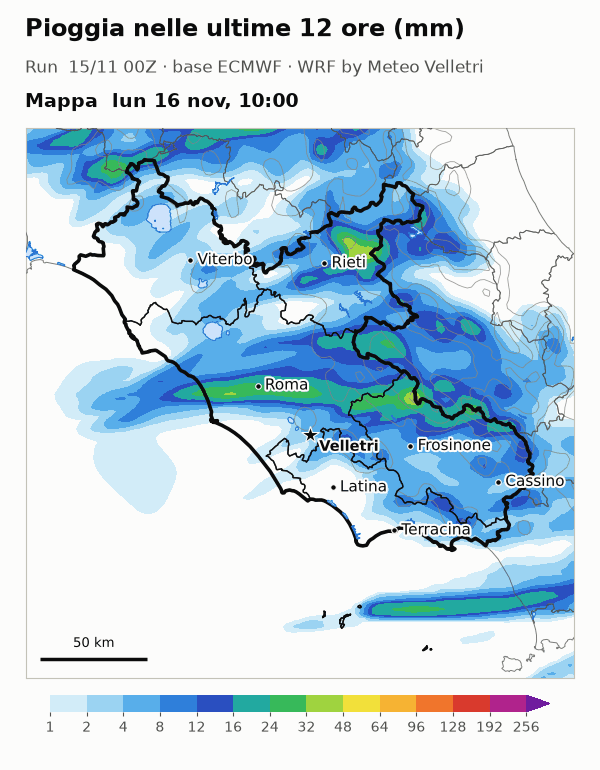 Pioggia nelle ultime 12 ore (mm)
Run  15/11 00Z · base ECMWF · WRF by Meteo Velletri
Mappa  lun 16 nov, 10:00
Viterbo
Rieti
Roma
Velletri
Frosinone
Cassino
Latina
Terracina
50 km
1 2 4 8 12 16 24 32 48 64 96 128 192 256